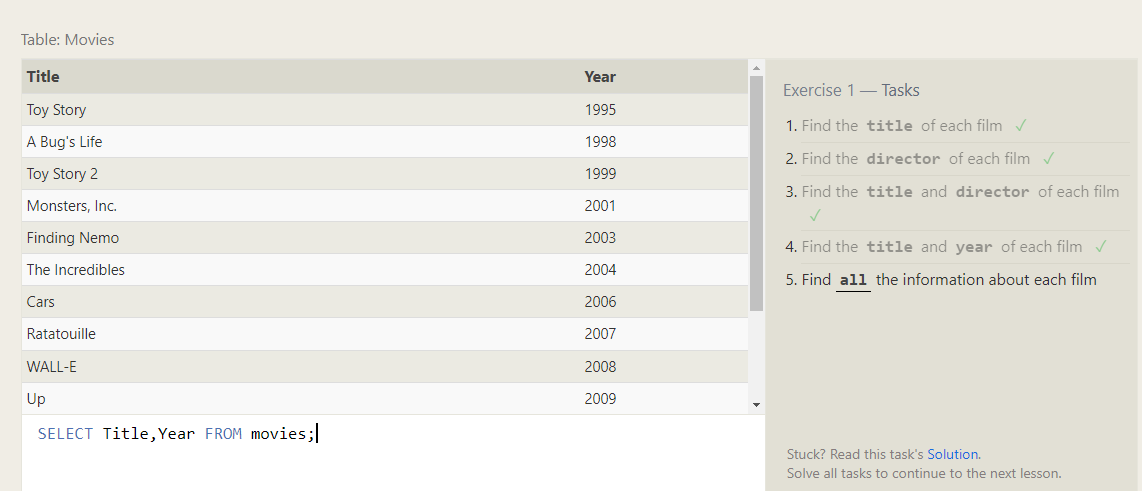 Table: Movies
Title Year
Toy Story 1995
A Bug's Life 1998
Toy Story 2 1999
Monsters, Inc. 2001
Finding Nemo 2003
The Incredibles 2004
Cars 2006
Ratatouille 2007
WALL-E 2008
Up 2009
SELECT Title,Year FROM movies;
Exercise 1 — Tasks
1. Find the title of each film ✓
2. Find the director of each film ✓
3. Find the title and director of each film
✓
4. Find the title and year of each film ✓
5. Find all the information about each film
Stuck? Read this task's Solution.
Solve all tasks to continue to the next lesson.